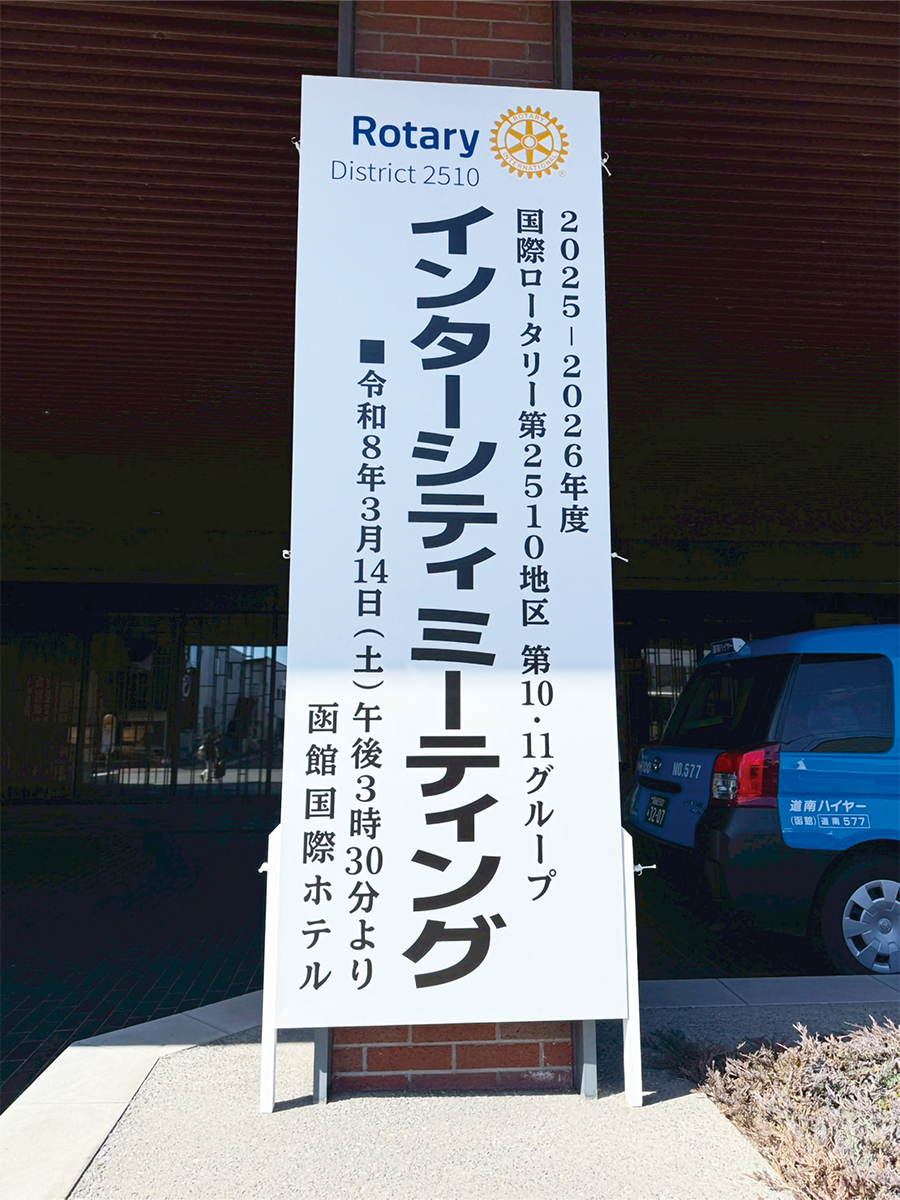 Rotary
District 2510
ROTARY
INTERNATIONAL
®
2025-2026年度
国際ロータリー第2510地区 第10・11グループ
インターシティミーティング
■令和8年3月14日(土)午後3時30分より
函館国際ホテル
NO.577
32-07
道南ハイヤー
(函館) 道南 577